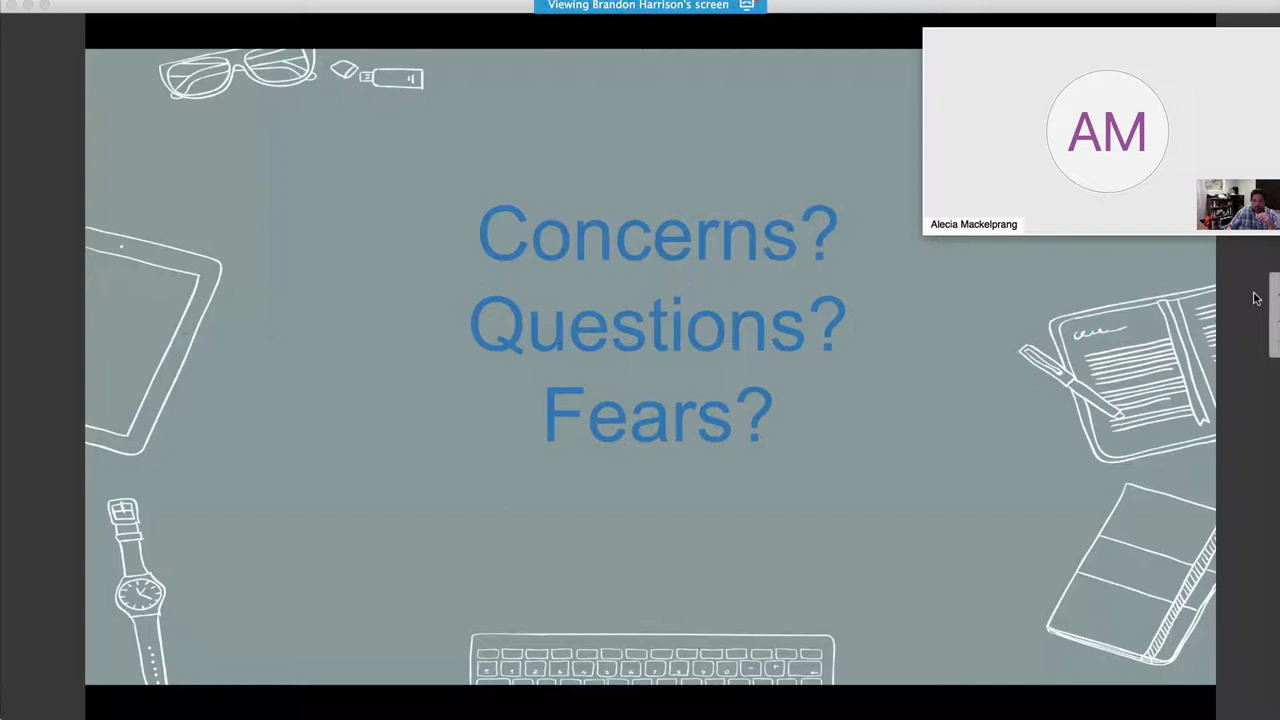 Viewing Brandon Harrison's screen
AM
Alecia Mackelprang
Concerns?
Questions?
Fears?